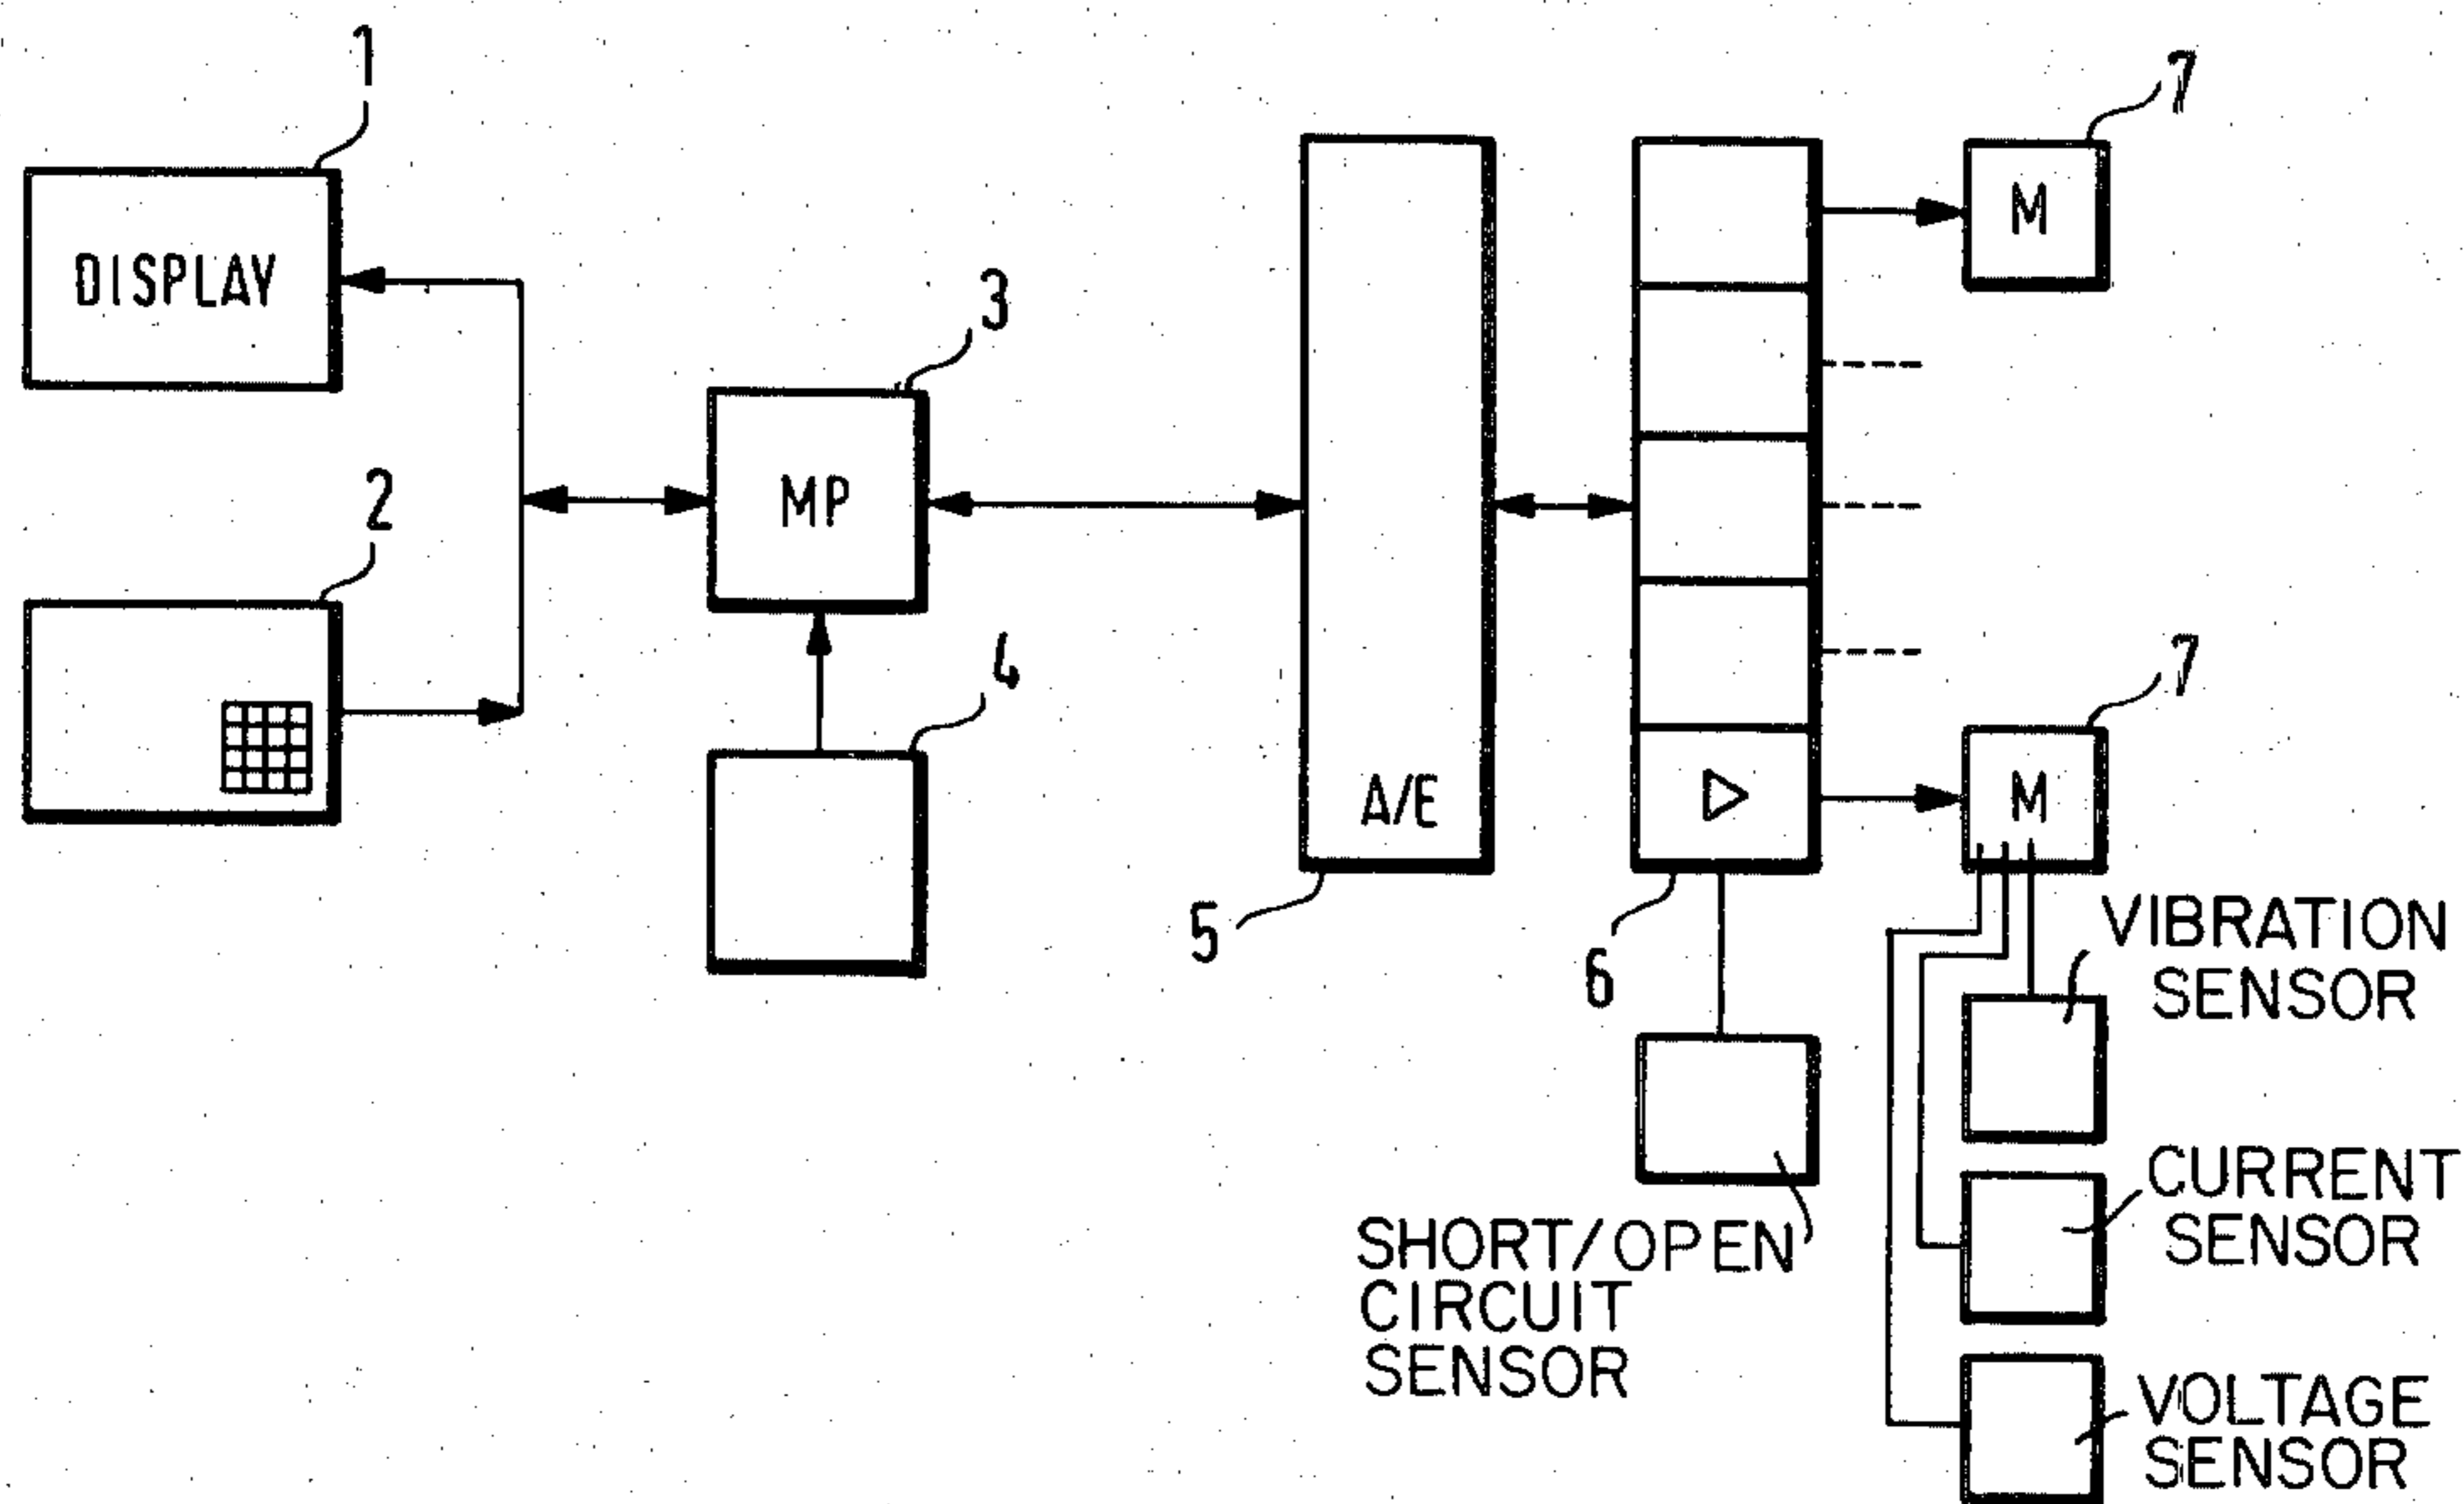 1
DISPLAY
2
3
MP
4
5
A/E
6
7
M
7
M
VIBRATION
SENSOR
CURRENT
SENSOR
SHORT/OPEN
CIRCUIT
SENSOR
VOLTAGE
SENSOR